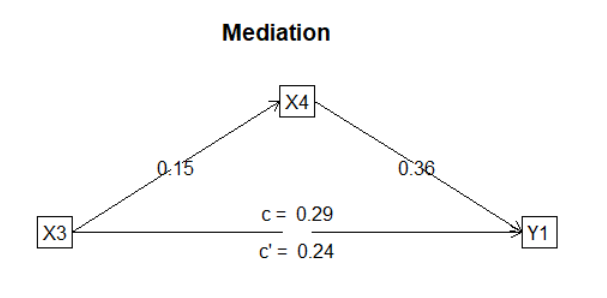 Mediation
X4
0.15
0.36
c = 0.29
X3
Y1
c' = 0.24